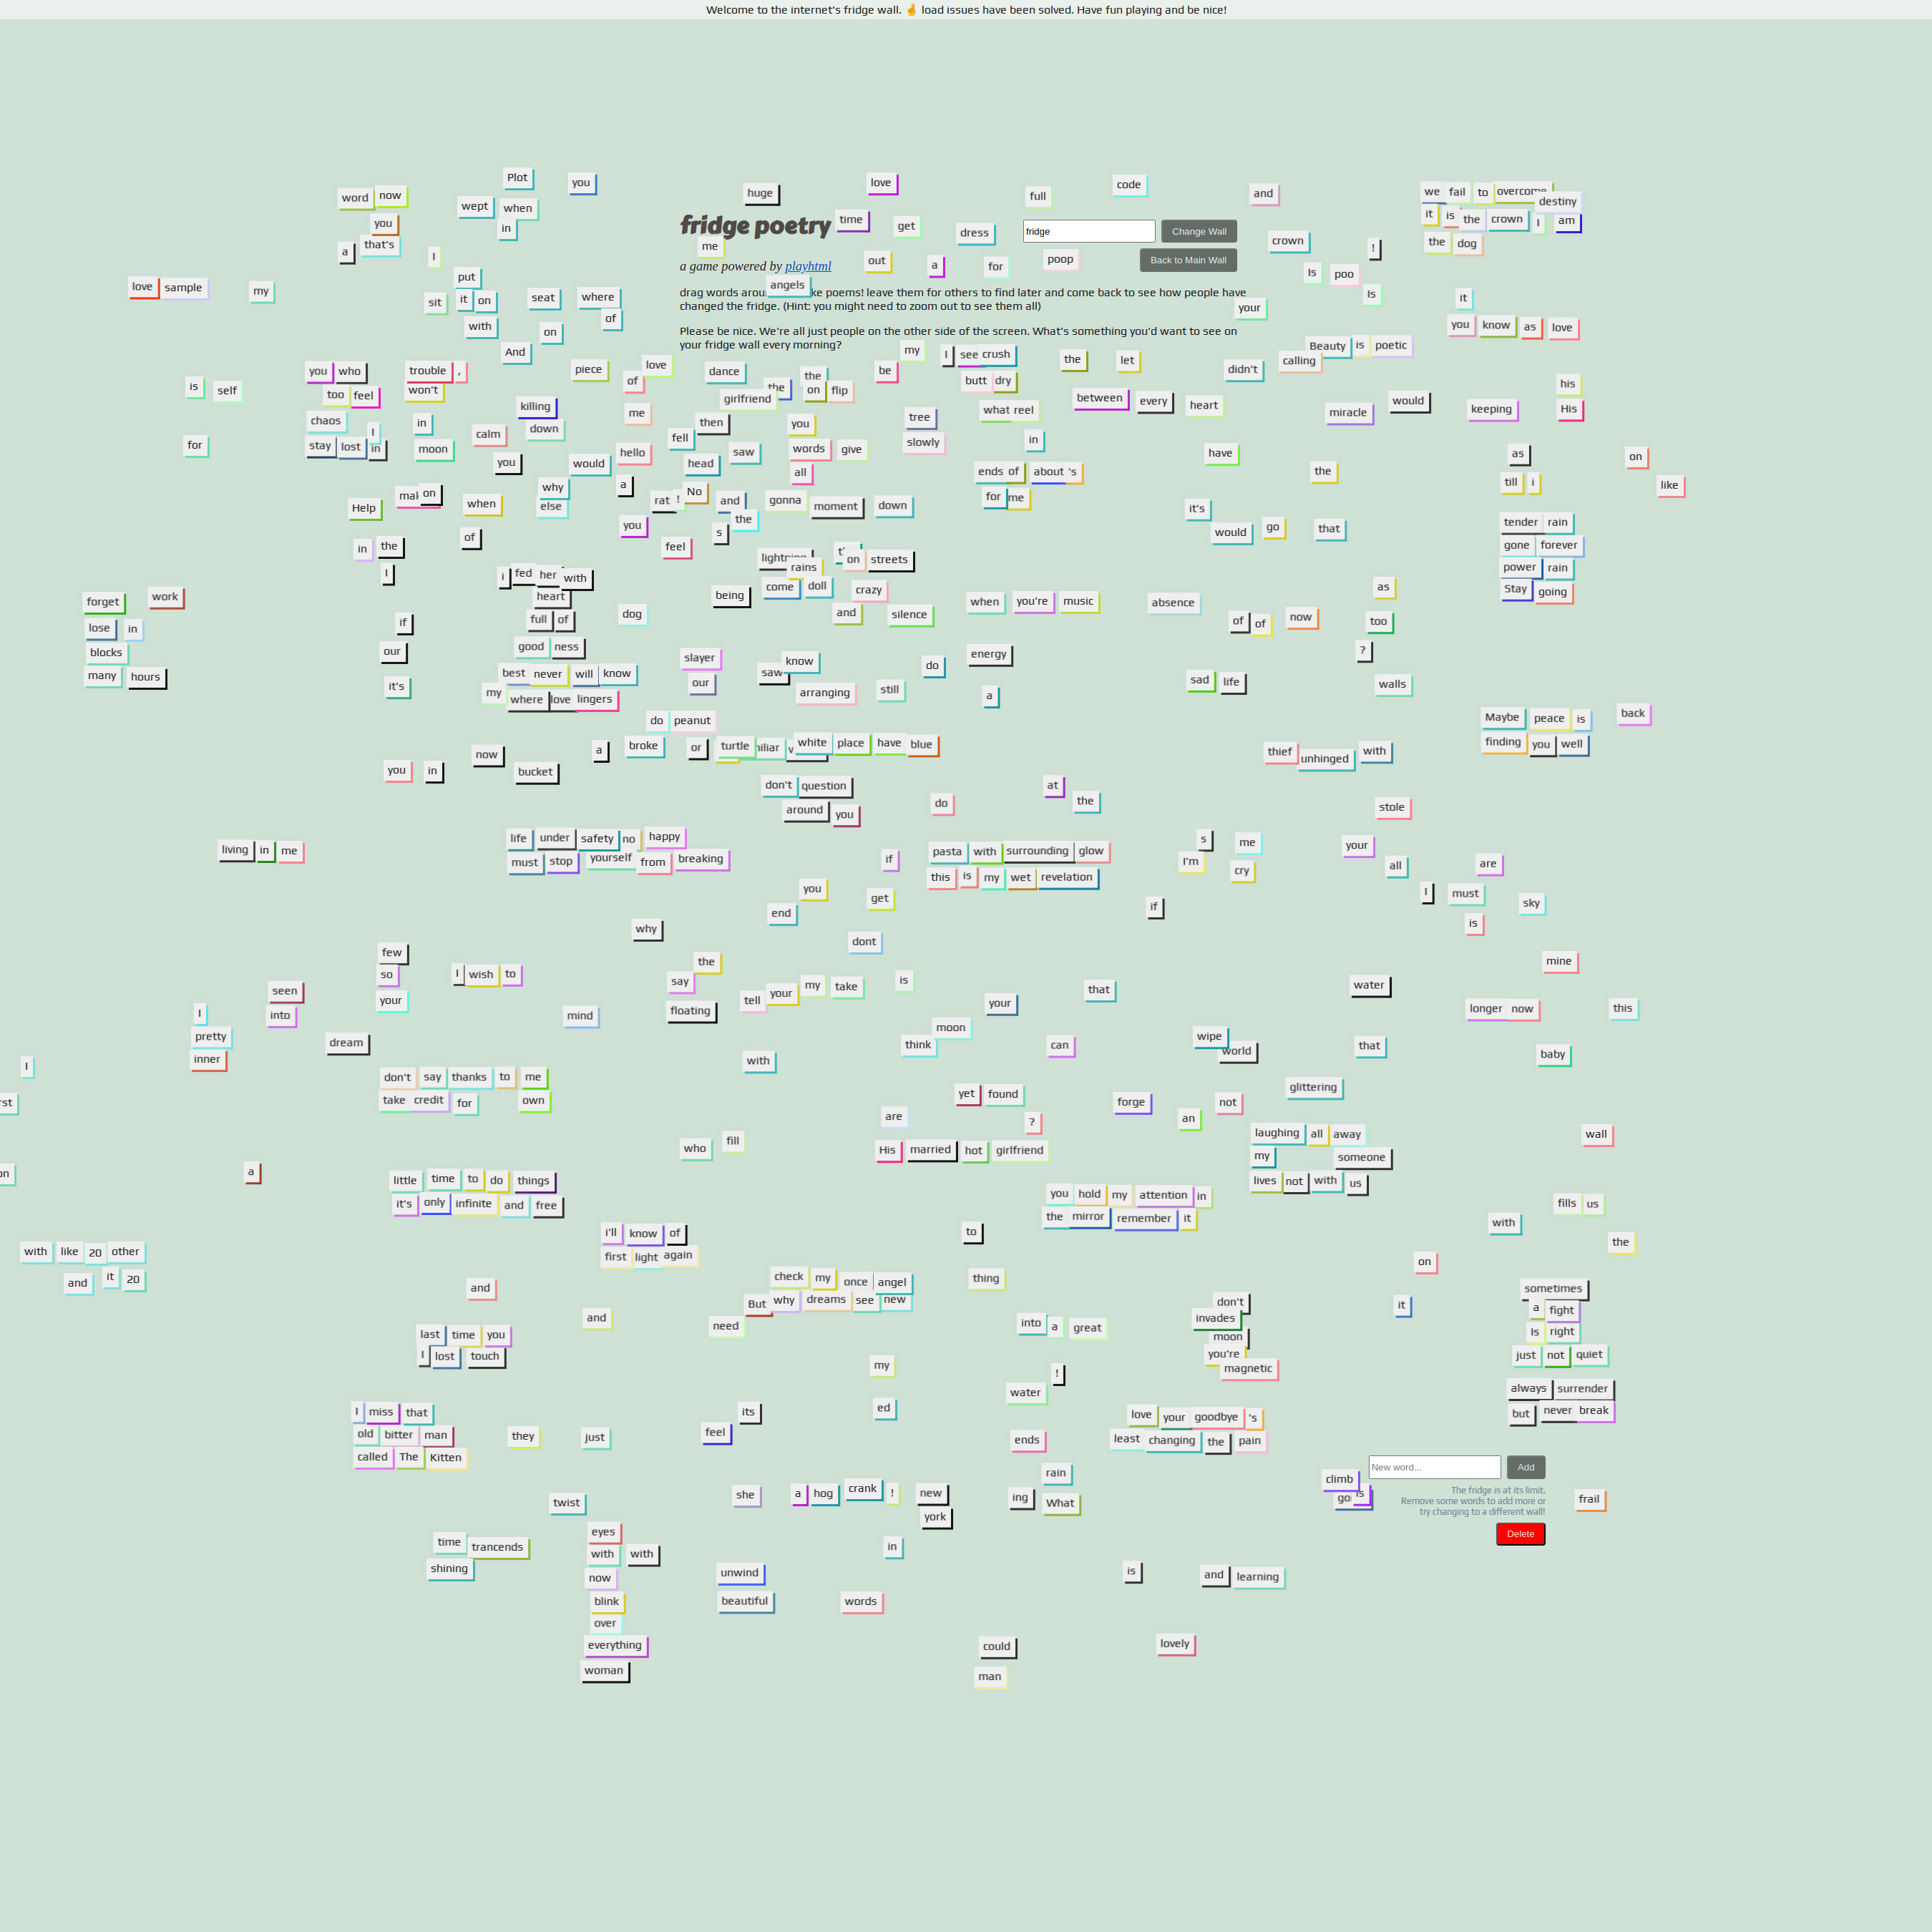 Welcome to the internet's fridge wall. 🤞 load issues have been solved. Have fun playing and be nice!
Plot you huge love full code and we fail to overcome
word now wept when destiny
you in fridge poetry time get dress fridge Change Wall it is the crown I am
a that's I me crown ! the dog
a game powered by playhtml out a for poop Back to Main Wall Is poo
love sample my put angels Is
sit it on seat where drag words arou ke poems! leave them for others to find later and come back to see how people have it
changed the fridge. (Hint: you might need to zoom out to see them all) your
with on of Please be nice. We're all just people on the other side of the screen. What's something you'd want to see on you know as love
And your fridge wall every morning? my I see crush the let Beauty is poetic
you who trouble , piece love dance the be didn't calling
is self too feel won't of the on flip butt dry his
killing me girlfriend what reel between every heart miracle would keeping His
chaos I in calm down then you tree
for stay lost in moon fell words give slowly in have as on
you would hello head saw all ends of about 's the till i like
Help on when why a rat ! No and gonna moment down for me it's
else you s the would go that tender rain
in the of feel lightning on streets gone forever
I i fed her with rains power rain
forget work heart being come doll crazy when you're music absence as Stay going
lose in if full of dog and silence of of now too
blocks our good ness slayer know do energy ?
many hours it's best never will know our saw arranging still a sad life walls
my where love lingers
do peanut Maybe peace is back
now a broke or turtle white place have blue thief unhinged with finding you well
you in bucket
don't question do at the stole
around you
living in me life under safety no happy if pasta with surrounding glow s me your are
must stop yourself from breaking this is my wet revelation I'm cry all
you get I must sky
why end if is
few dont mine
so I wish to the is water
seen your say tell your my take your that longer now this
I into mind floating
pretty dream moon wipe
inner with think can world that baby
I don't say thanks to me yet found glittering
rst take credit for own are ? forge an not laughing all away wall
who fill His married hot girlfriend my someone
on a little time to do things lives not with us
it's only infinite and free you hold my attention in fills us
i'll know of to the mirror remember it with the
with like 20 other first light again on
and it 20 and check my once angel thing sometimes
and But why dreams see new don't it a fight
need into a great invades Is right
last time you moon just not quiet
I lost touch my you're
! magnetic always surrender
I miss that its ed water love your goodbye 's but never break
old bitter man they just feel ends least changing the pain
called The Kitten rain climb New word... Add
twist she a hog crank ! new ing What is The fridge is at its limit.
york Remove some words to add more or frail
try changing to a different wall!
time trancends eyes in Delete
shining with with unwind is and learning
now
blink beautiful words
over
everything could lovely
woman man